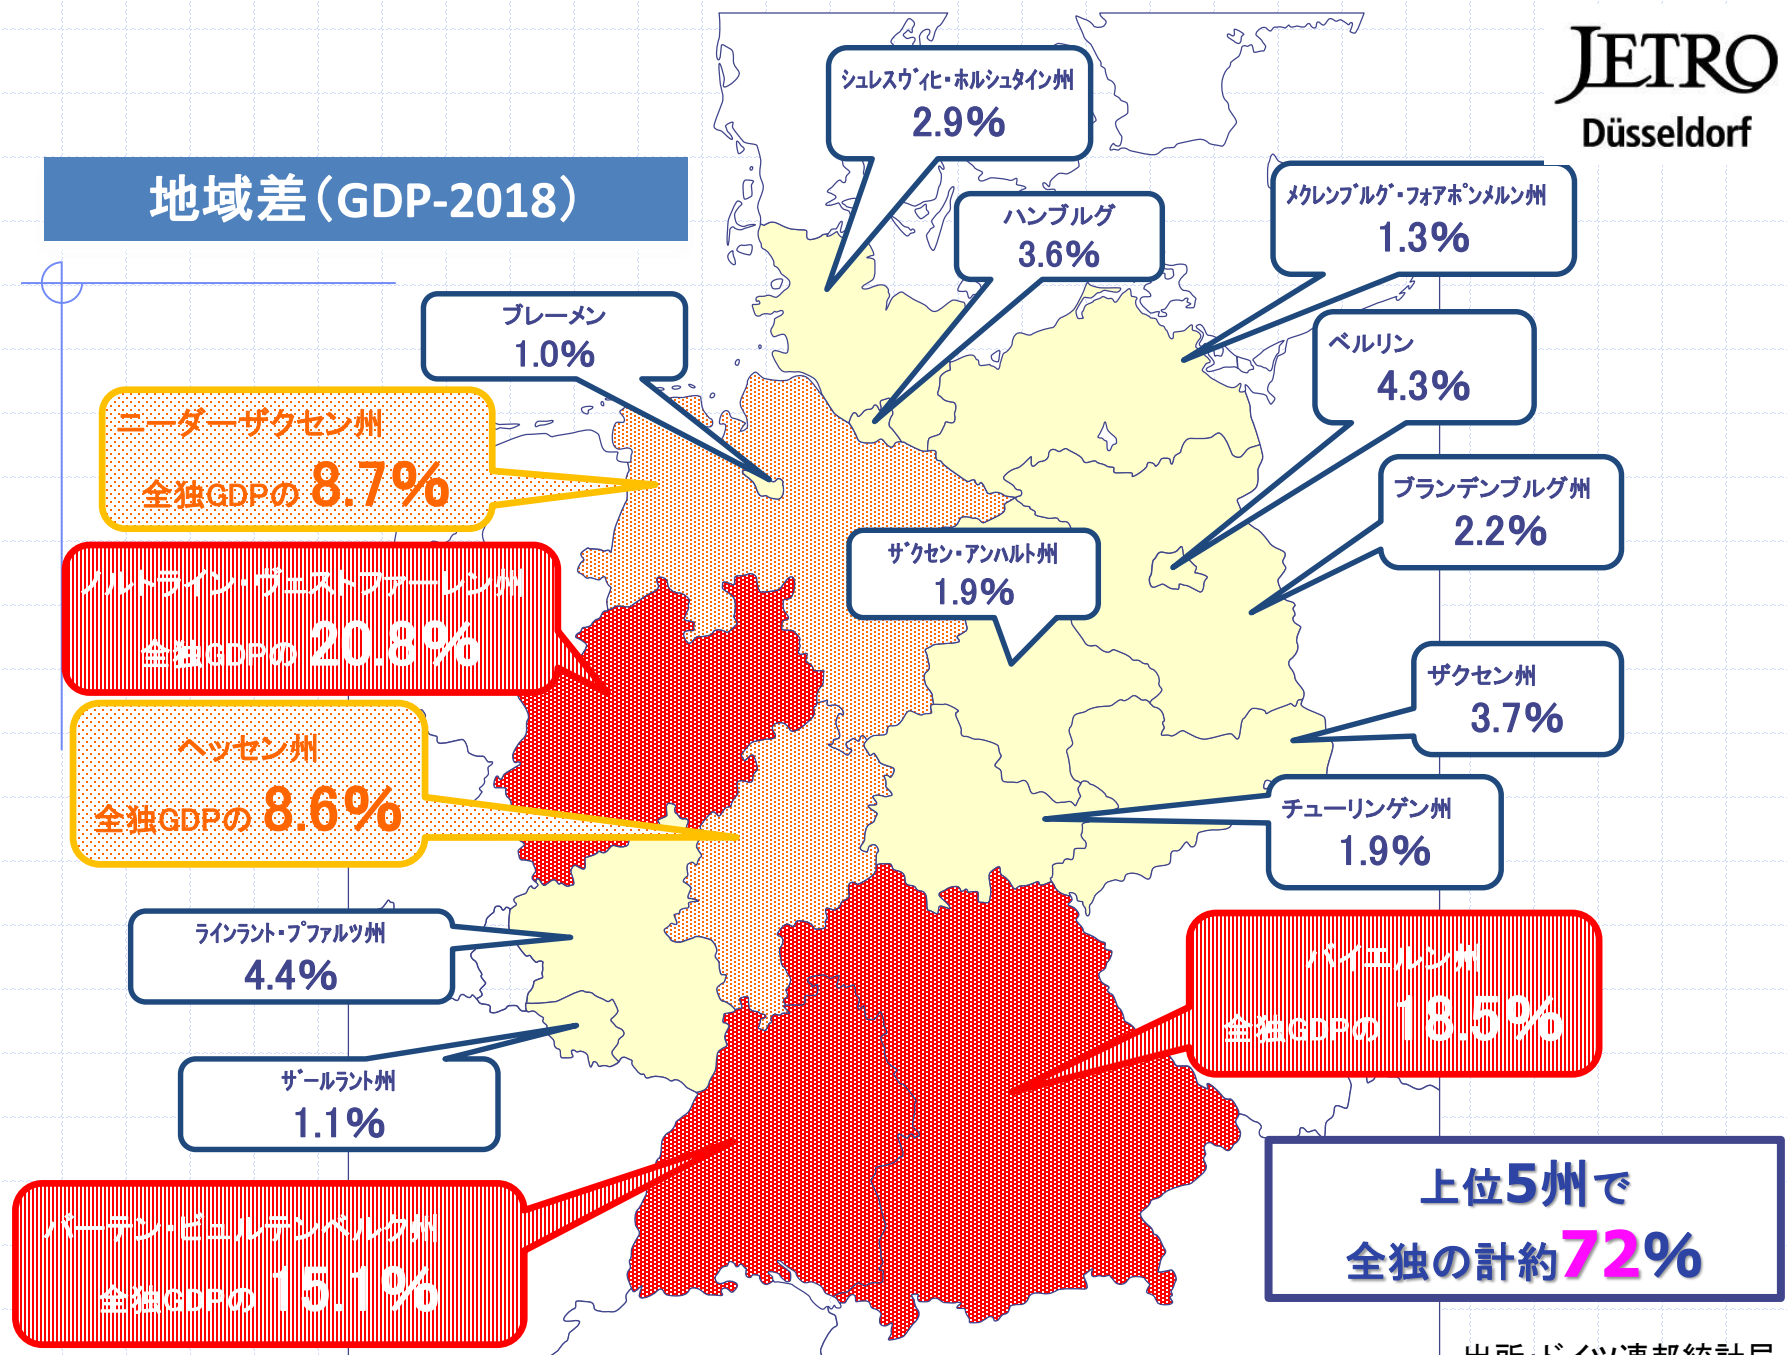 JETRO
Düsseldorf
地域差（GDP-2018）
シュレスヴィヒ・ホルシュタイン州
2.9%
ハンブルグ
3.6%
メクレンブルグ・フォアポンメルン州
1.3%
ブレーメン
1.0%
ベルリン
4.3%
ニーダーザクセン州
全独GDPの 8.7%
ブランデンブルグ州
2.2%
ザクセン・アンハルト州
1.9%
ノルトライン・ヴェストファーレン州
全独GDPの 20.8%
ザクセン州
3.7%
ヘッセン州
全独GDPの 8.6%
チューリンゲン州
1.9%
ラインラント・プファルツ州
4.4%
バイエルン州
全独GDPの 18.5%
ザールラント州
1.1%
バーデン・ビュルテンベルク州
全独GDPの 15.1%
上位5州で
全独の計約72%
出所：ドイツ連邦統計局